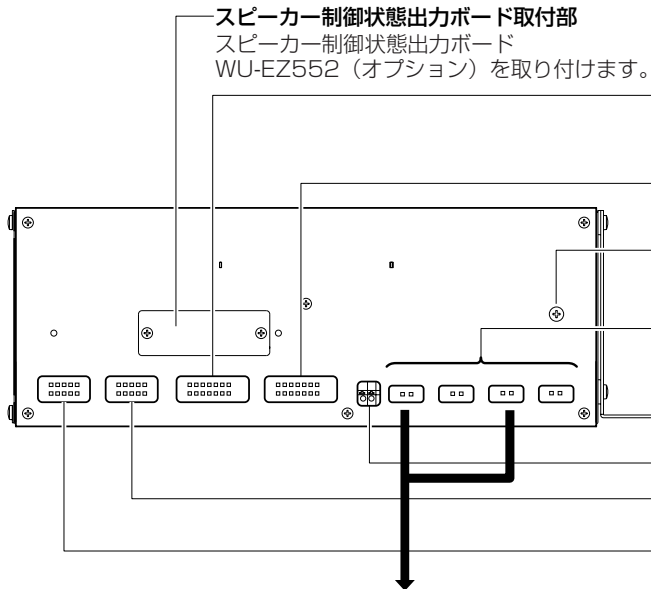 スピーカー制御状態出力ボード取付部
スピーカー制御状態出力ボード
WU-EZ552（オプション）を取り付けます。